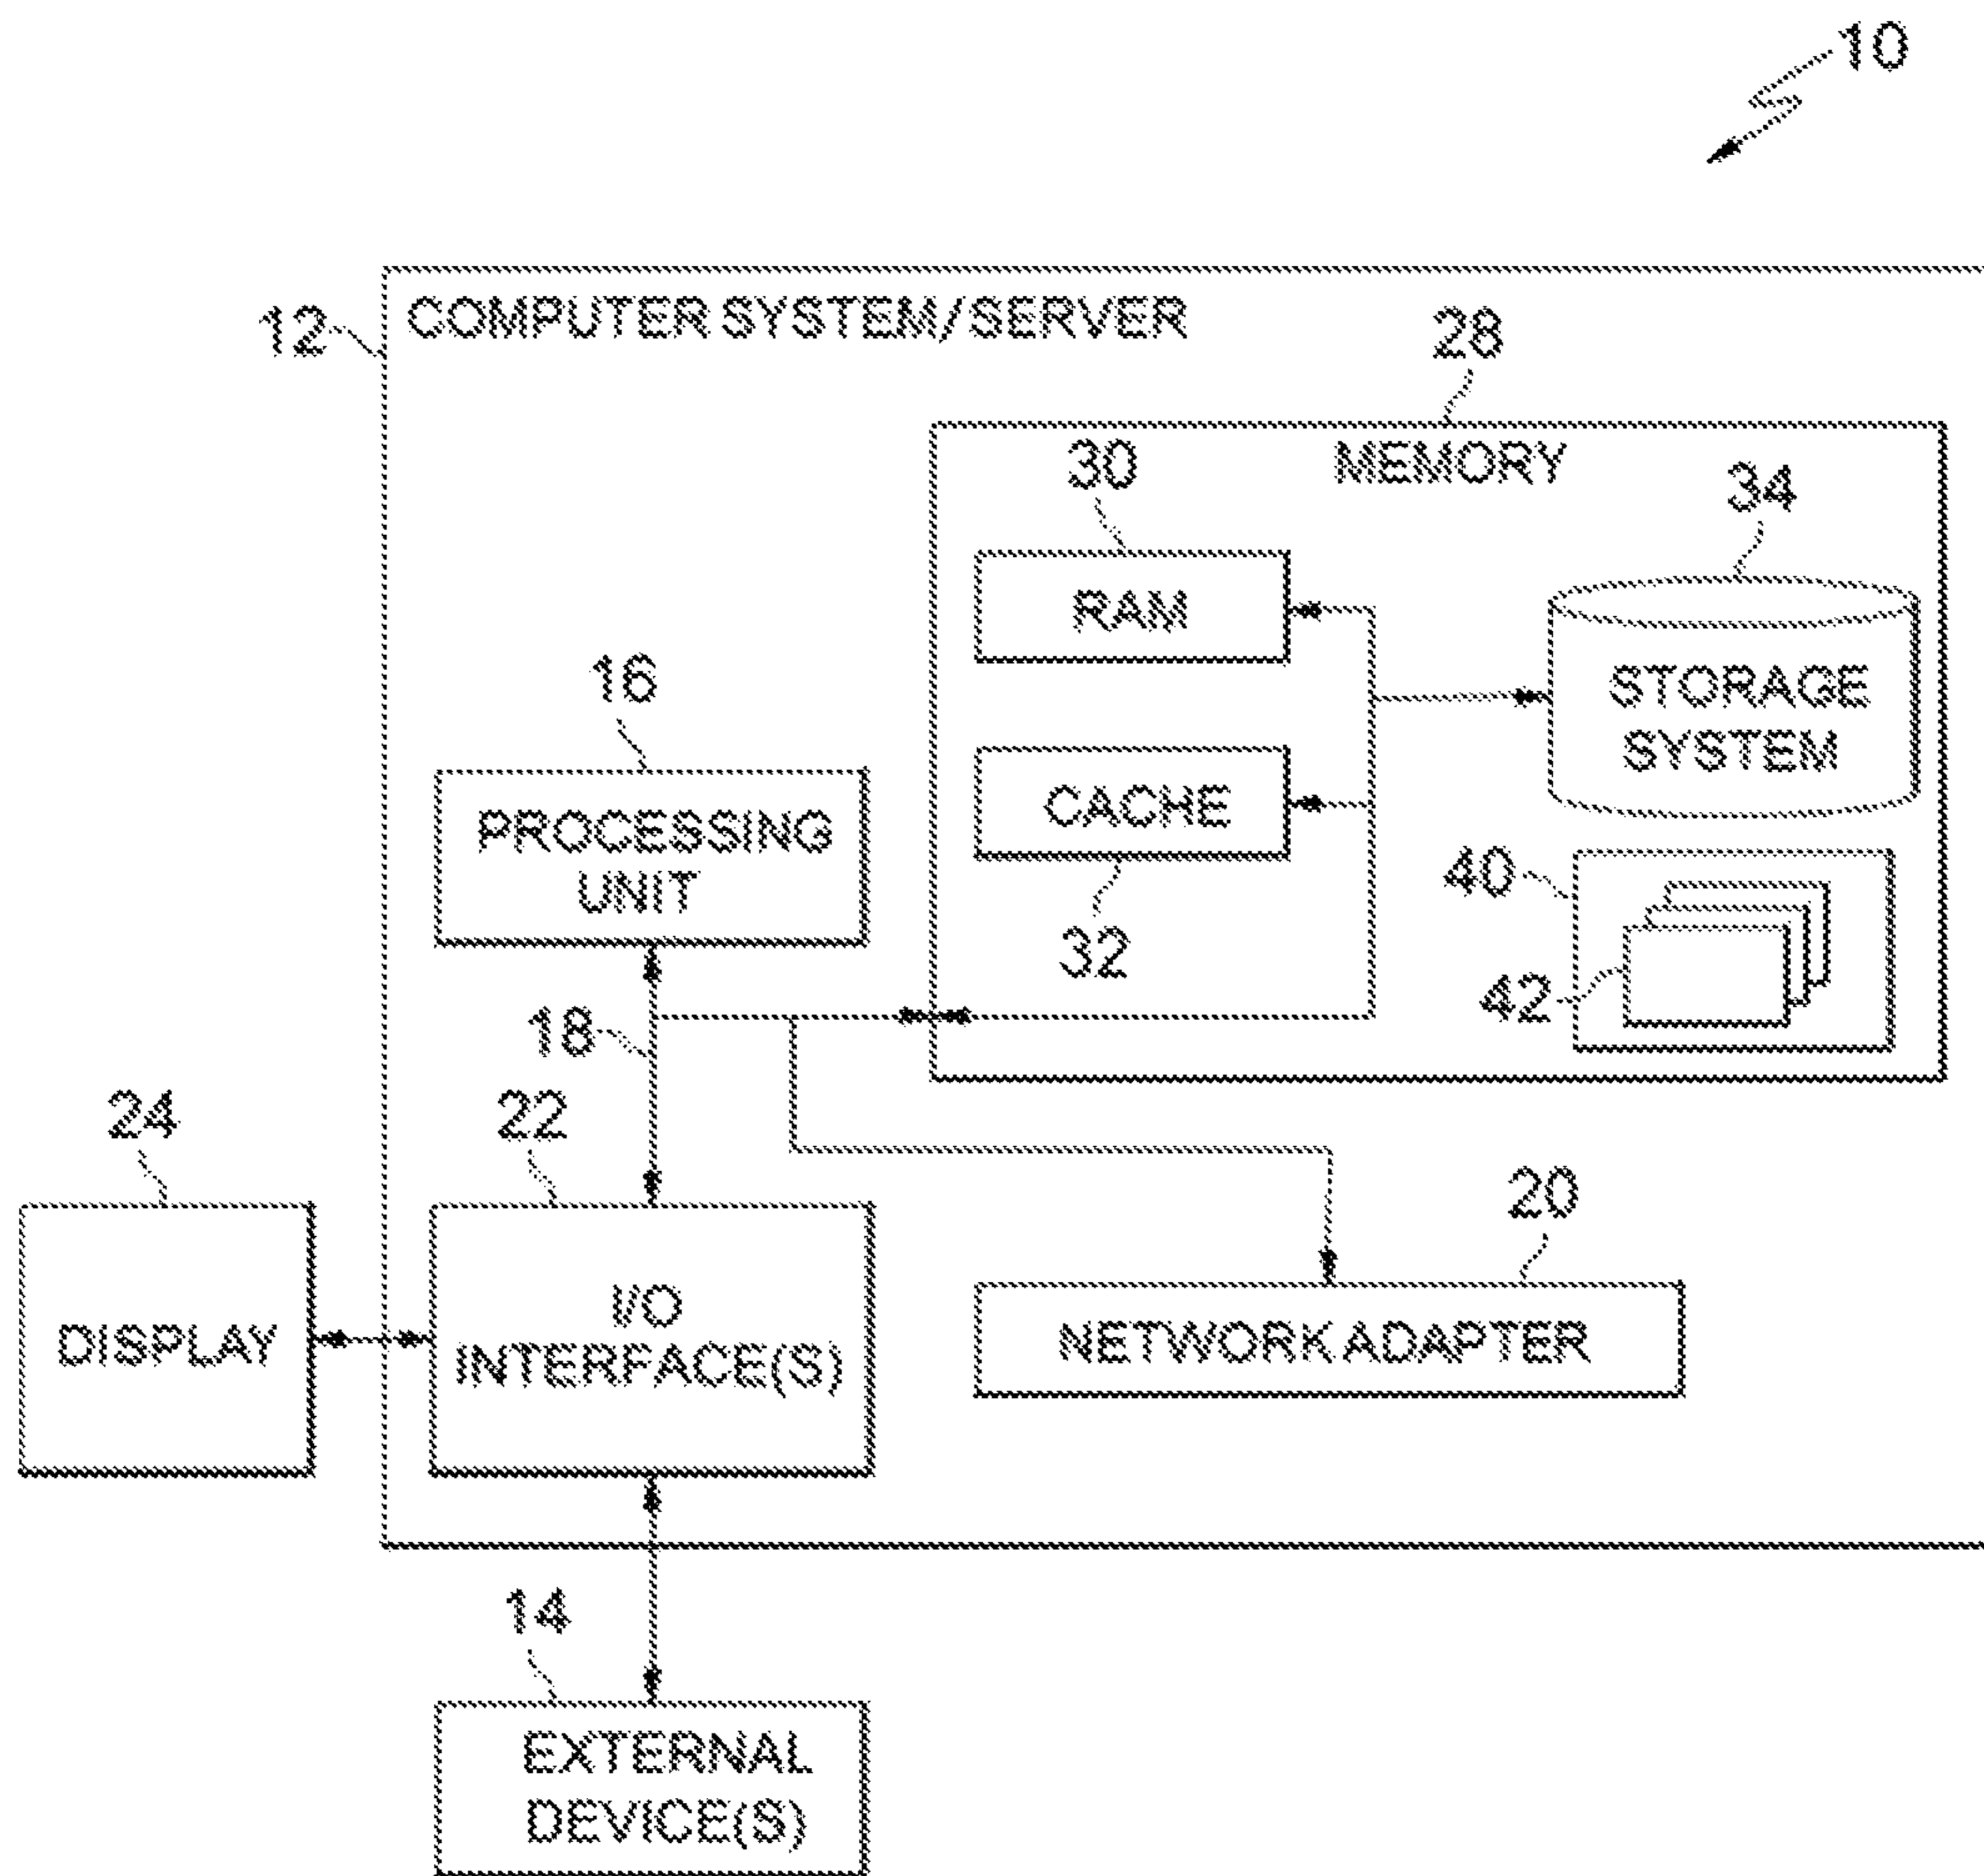 10
12
COMPUTER SYSTEM/SERVER
28
MEMORY
30
34
RAM
STORAGE
SYSTEM
16
PROCESSING
UNIT
CACHE
32
40
42
18
24
22
20
DISPLAY
I/O
INTERFACE(S)
NETWORK ADAPTER
14
EXTERNAL
DEVICE(S)